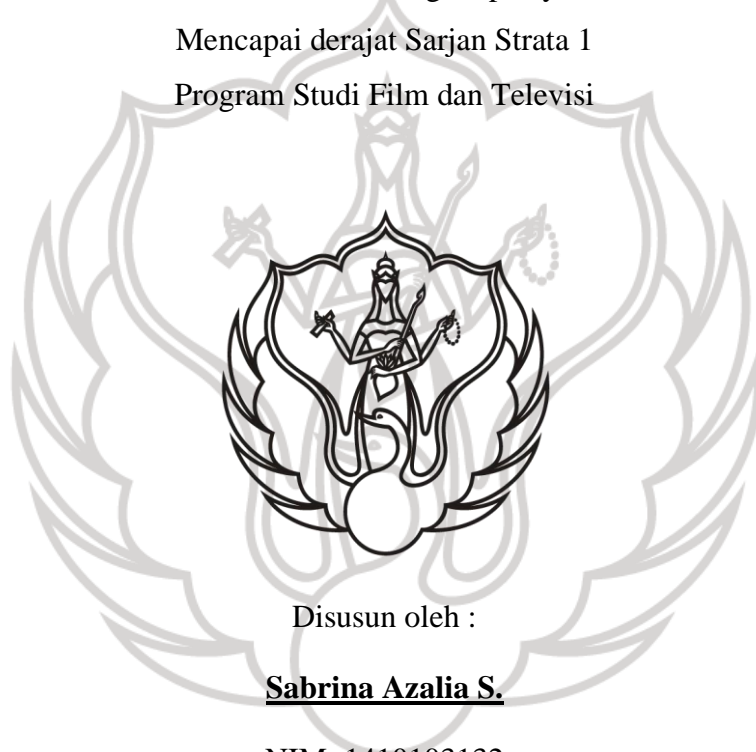 Mencapai derajat Sarjan Strata 1
Program Studi Film dan Televisi
Disusun oleh :
Sabrina Azalia S.